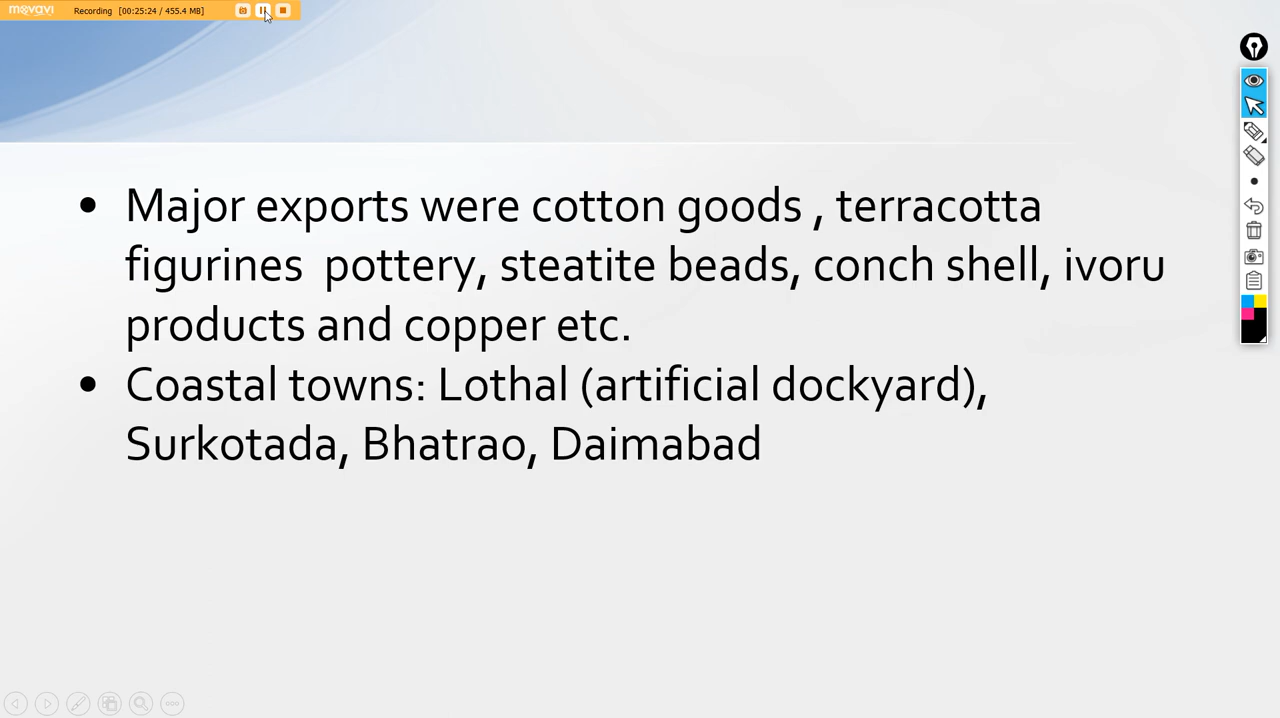 movavi Recording [00:25:24 / 455.4 MB]
• Major exports were cotton goods , terracotta
figurines  pottery, steatite beads, conch shell, ivoru
products and copper etc.
• Coastal towns: Lothal (artificial dockyard),
Surkotada, Bhatrao, Daimabad